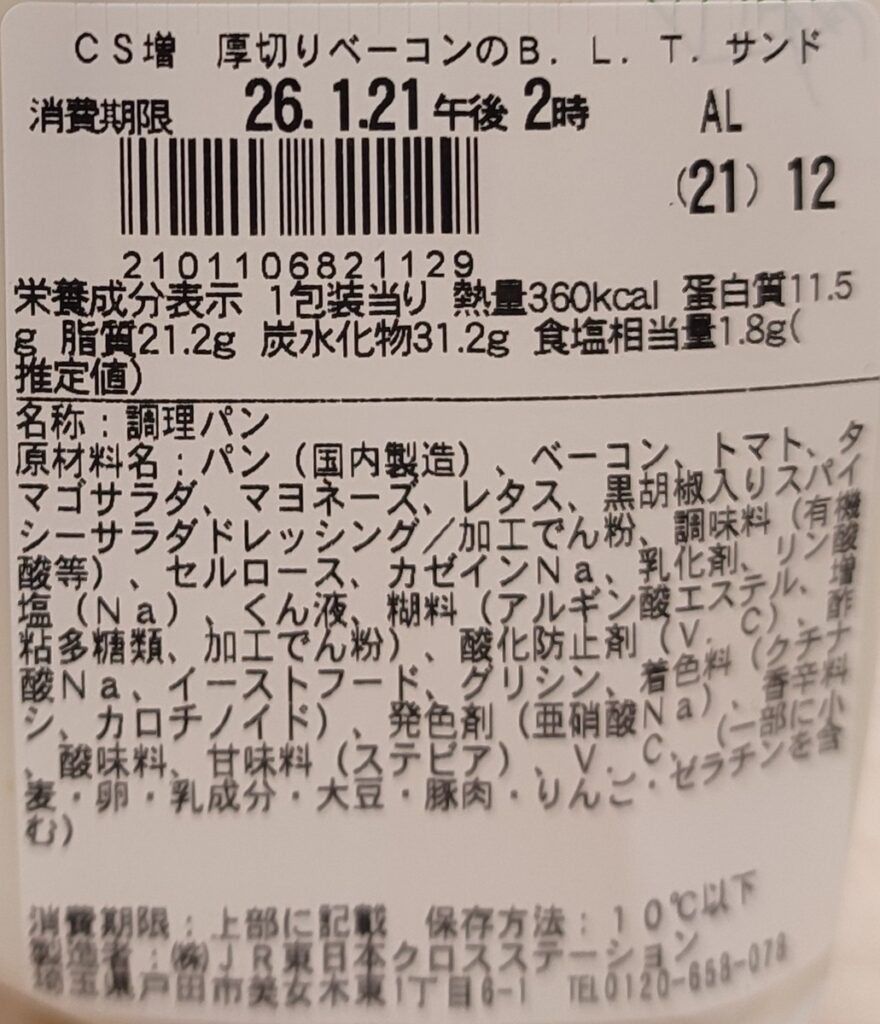 CS増　厚切りベーコンのB．L．T．サンド
消費期限　26.1.21午後2時　AL
(21) 12
2101106821129
栄養成分表示　1包装当り　熱量360kcal　蛋白質11.5
g　脂質21.2g　炭水化物31.2g　食塩相当量1.8g(
推定値)
名称：調理パン
原材料名：パン（国内製造）、ベーコン、トマト、タ
マゴサラダ、マヨネーズ、レタス、黒胡椒入りスパイ
シーサラダドレッシング／加工でん粉、調味料（有機
酸等）、セルロース、カゼインNa、乳化剤、リン酸
塩（Na）、くん液、糊料（アルギン酸エステル、増
粘多糖類、加工でん粉）、酸化防止剤（V．C）、酢
酸Na、イーストフード、グリシン、着色料（クチナ
シ、カロチノイド）、発色剤（亜硝酸Na）、香辛料
、酸味料、甘味料（ステビア）、V．C、（一部に小
麦・卵・乳成分・大豆・豚肉・りんご・ゼラチンを含
む）
消費期限：上部に記載　保存方法：10℃以下
製造者：㈱JR東日本クロスステーション
埼玉県戸田市美女木東1丁目6-1　TEL0120-658-078